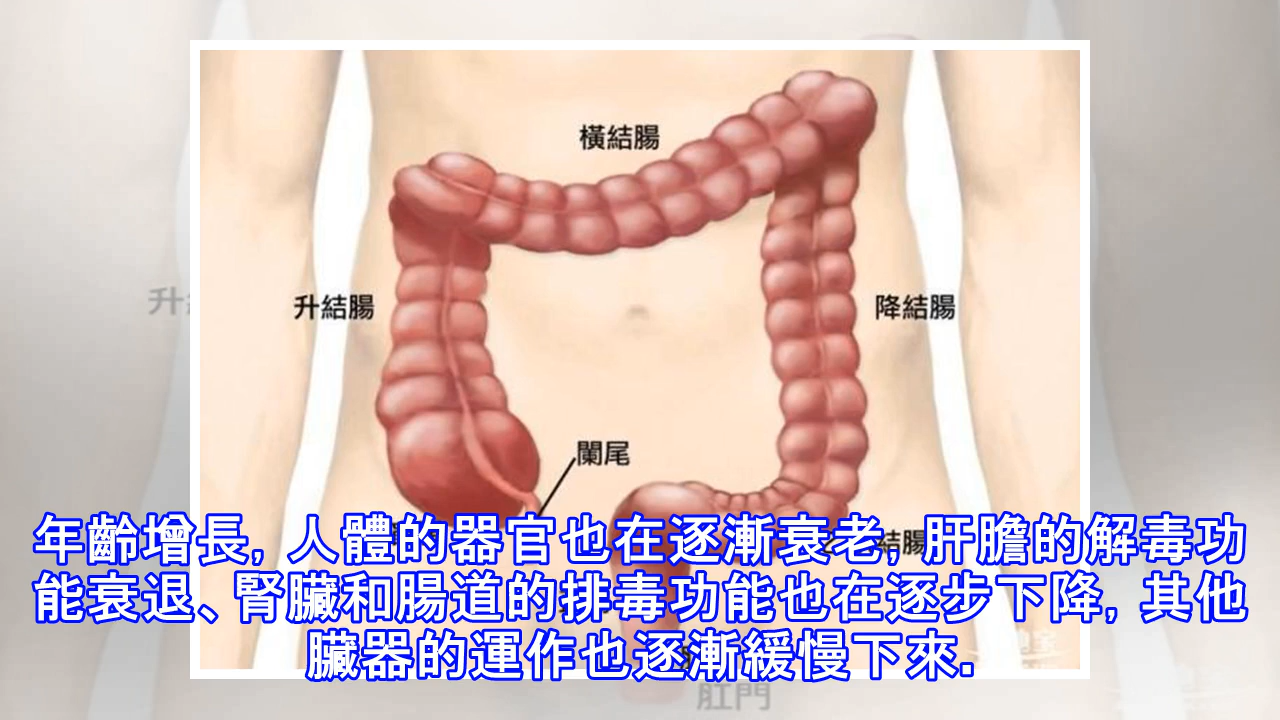 橫結腸
升結腸
降結腸
闌尾
年齡增長, 人體的器官也在逐漸衰老, 肝膽的解毒功
能衰退、腎臟和腸道的排毒功能也在逐步下降, 其他
臟器的運作也逐漸緩慢下來.
肛門